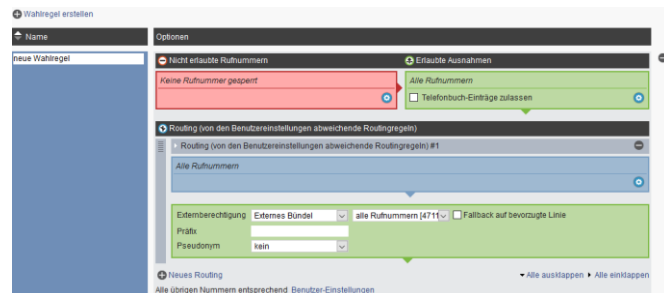 Wahlregel erstellen
Name
Optionen
neue Wahlregel
Nicht erlaubte Rufnummern
Erlaubte Ausnahmen
Keine Rufnummer gesperrt
Alle Rufnummern
Telefonbuch-Einträge zulassen
Routing (von den Benutzereinstellungen abweichende Routingregeln)
Routing (von den Benutzereinstellungen abweichende Routingregeln) #1
Alle Rufnummern
Externberechtigung Externes Bündel alle Rufnummern [4711 Fallback auf bevorzugte Linie
Präfix
Pseudonym kein
Neues Routing
Alle ausklappen Alle einklappen
Alle übrigen Nummern entsprechend Benutzer-Einstellungen